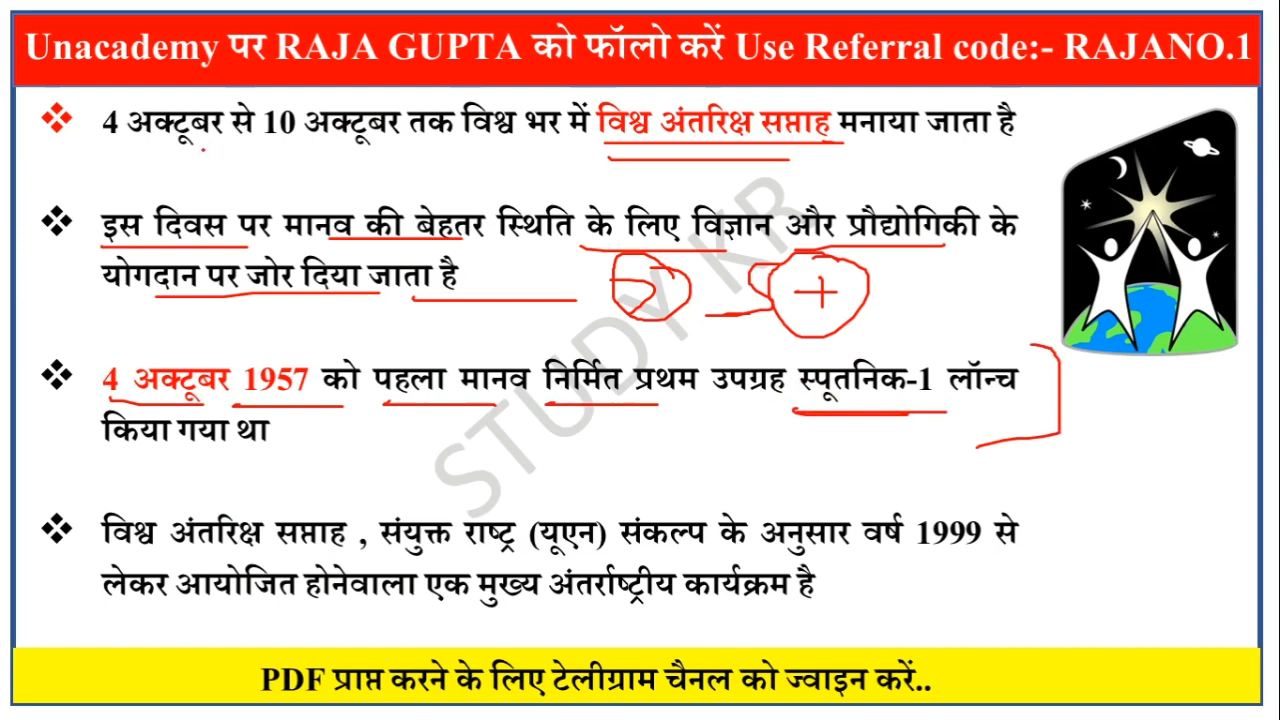 Unacademy पर RAJA GUPTA को फॉलो करें Use Referral code:- RAJANO.1
4 अक्टूबर से 10 अक्टूबर तक विश्व भर में विश्व अंतरिक्ष सप्ताह मनाया जाता है
इस दिवस पर मानव की बेहतर स्थिति के लिए विज्ञान और प्रौद्योगिकी के
योगदान पर जोर दिया जाता है
4 अक्टूबर 1957 को पहला मानव निर्मित प्रथम उपग्रह स्पूतनिक-1 लॉन्च
किया गया था
विश्व अंतरिक्ष सप्ताह , संयुक्त राष्ट्र (यूएन) संकल्प के अनुसार वर्ष 1999 से
लेकर आयोजित होनेवाला एक मुख्य अंतर्राष्ट्रीय कार्यक्रम है
STUDY KR
PDF प्राप्त करने के लिए टेलीग्राम चैनल को ज्वाइन करें..